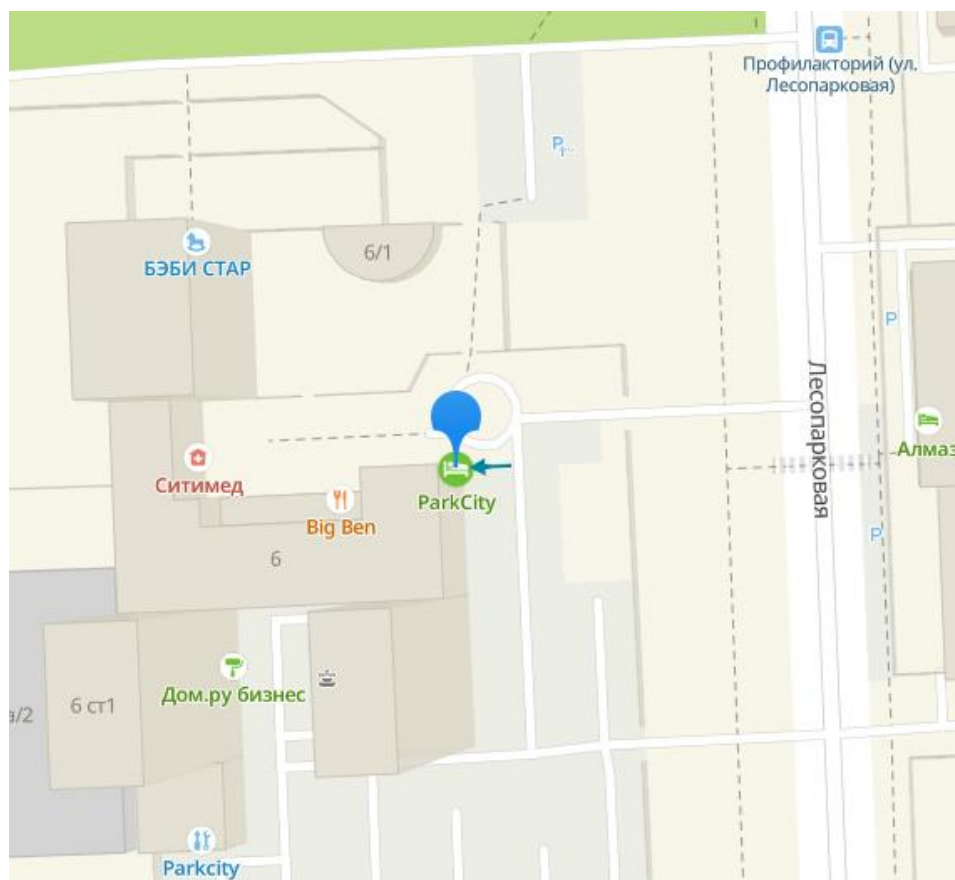 Профилакторий (ул.
Лесопарковая)
P
6/1
БЭБИ СТАР
P
Лесопарковая
Алмаз
Ситимед
ParkCity
Big Ben
P
6
Дом.ру бизнес
6 ст1
а/2
Parkcity